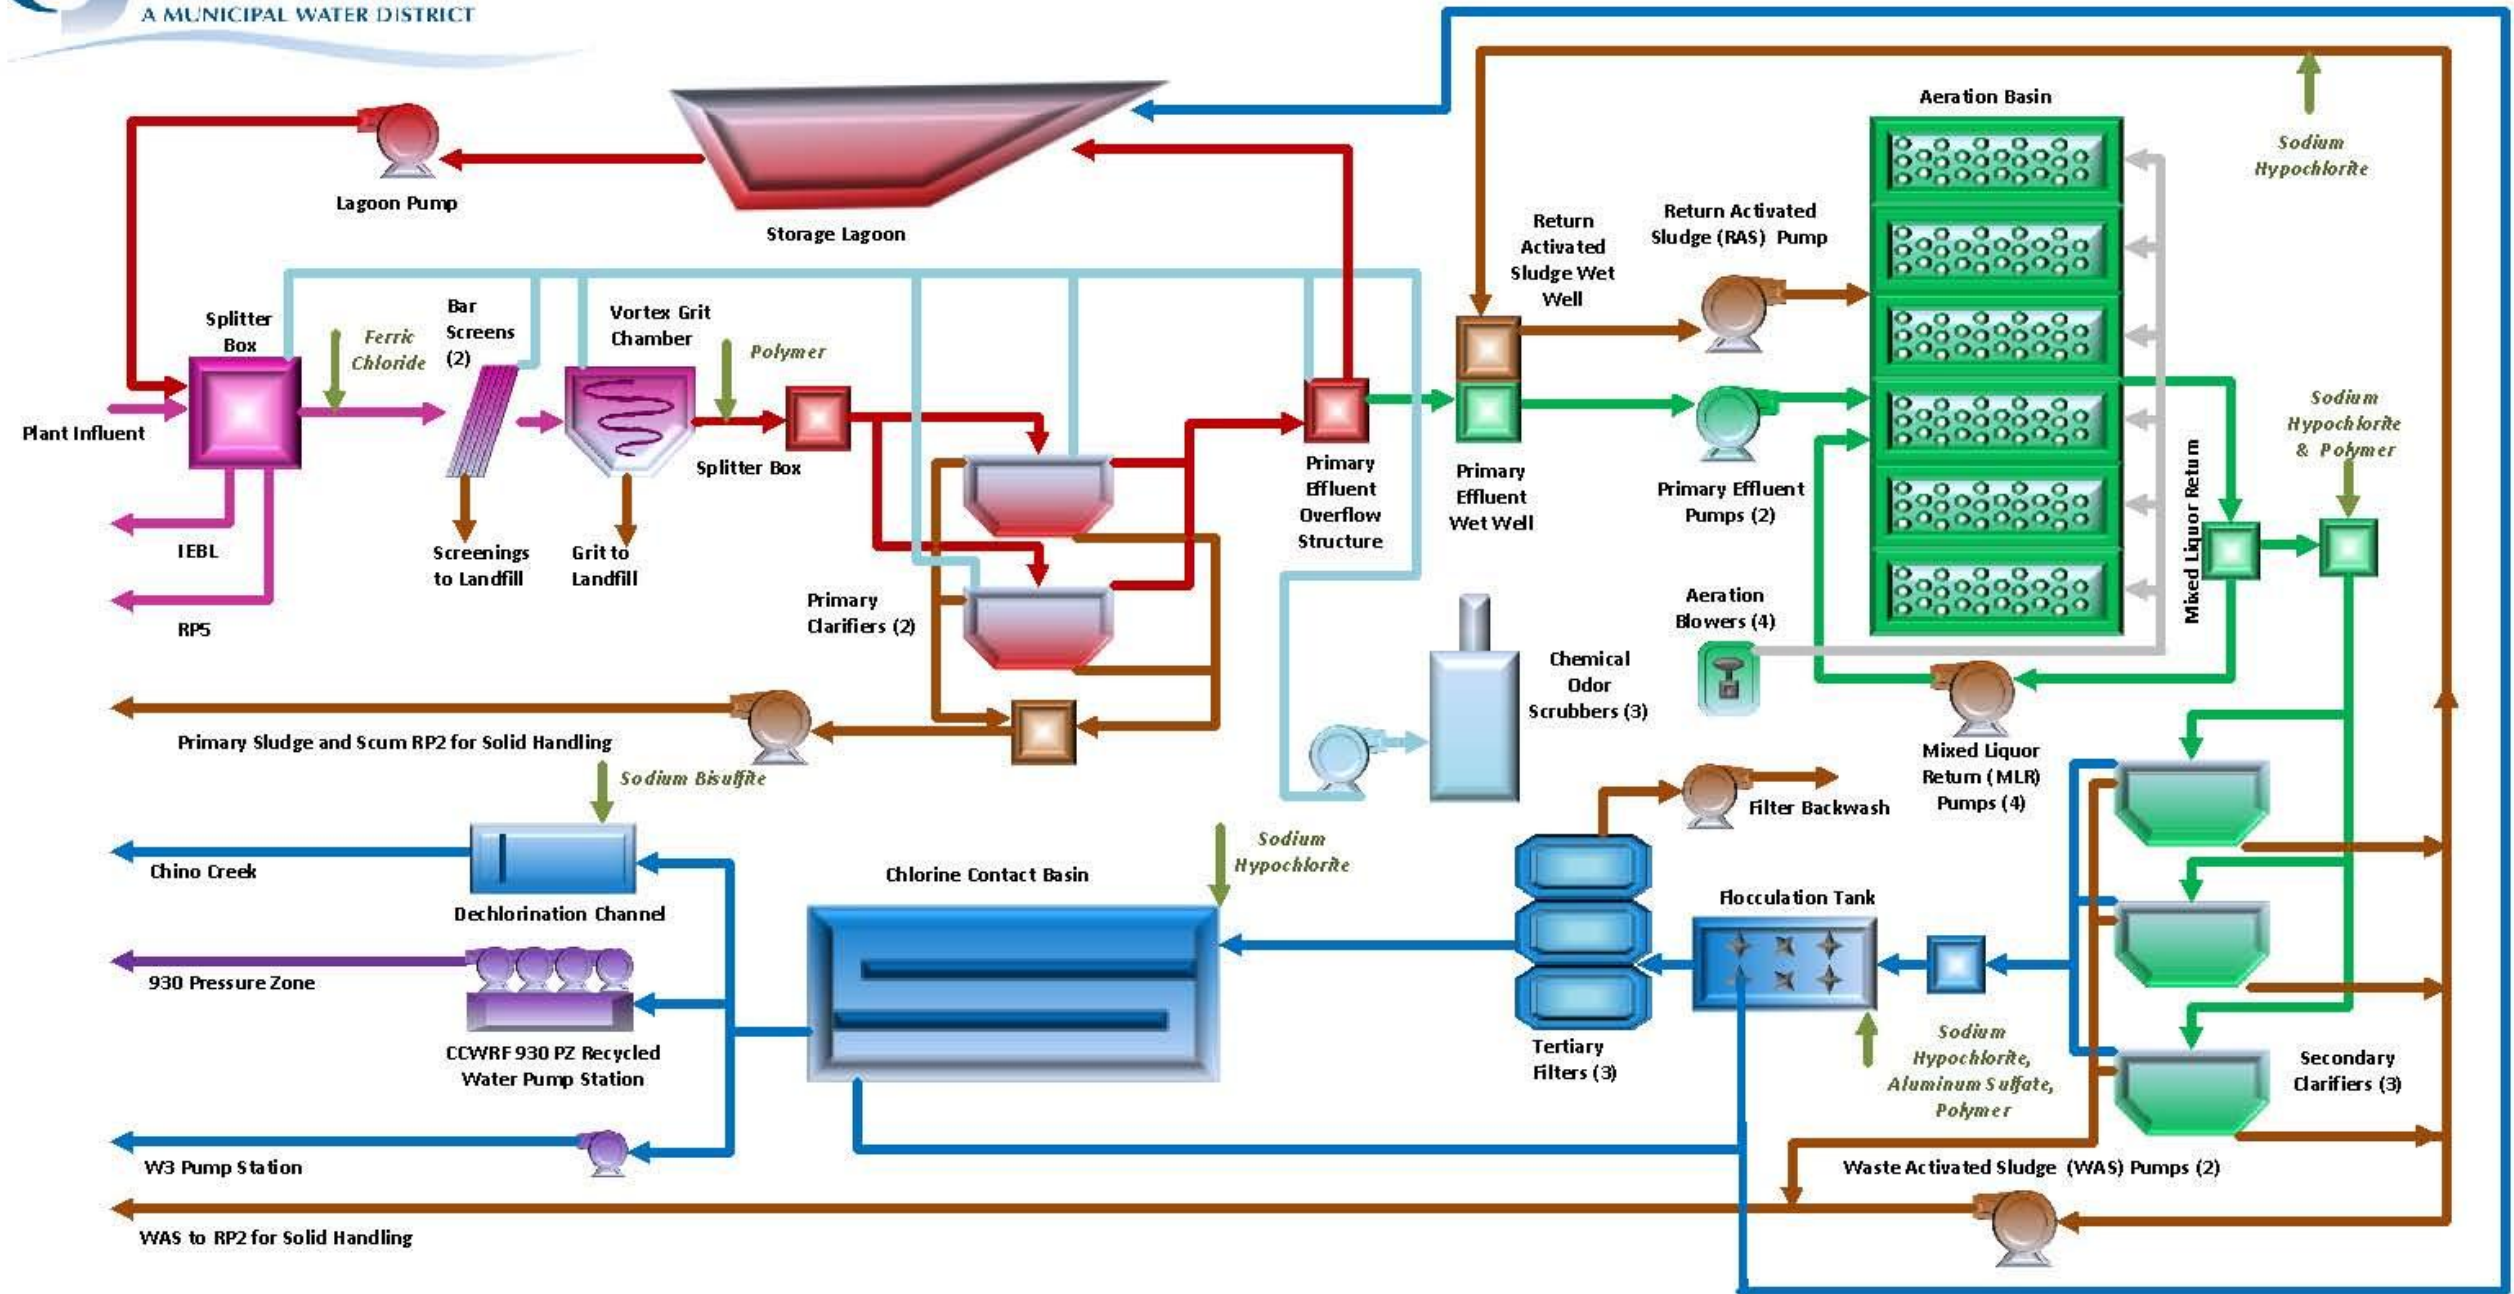 A MUNICIPAL WATER DISTRICT
Aeration Basin
Sodium
Hypochlorite
Lagoon Pump
Storage Lagoon
Return
Activated
Sludge Wet
Well
Return Activated
Sludge (RAS) Pump
Splitter
Box
Ferric
Chloride
Bar
Screens
(2)
Vortex Grit
Chamber
Polymer
Plant Influent
Splitter Box
Primary
Effluent
Overflow
Structure
Primary
Effluent
Wet Well
Primary Effluent
Pumps (2)
Mixed Liquor Return
Sodium
Hypochlorite
& Polymer
IEBL
RP5
Screenings
to Landfill
Grit to
Landfill
Primary
Clarifiers (2)
Aeration
Blowers (4)
Chemical
Odor
Scrubbers (3)
Primary Sludge and Scum RP2 for Solid Handling
Mixed Liquor
Return (MLR)
Pumps (4)
Sodium Bisulfite
Filter Backwash
Chino Creek
Dechlorination Channel
Chlorine Contact Basin
Sodium
Hypochlorite
Flocculation Tank
930 Pressure Zone
CCWRF 930 PZ Recycled
Water Pump Station
Tertiary
Filters (3)
Sodium
Hypochlorite,
Aluminum Sulfate,
Polymer
Secondary
Clarifiers (3)
W3 Pump Station
Waste Activated Sludge (WAS) Pumps (2)
WAS to RP2 for Solid Handling